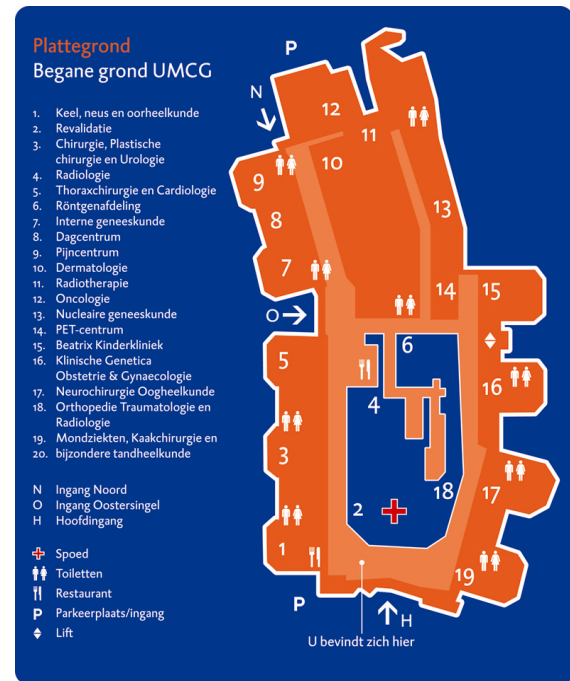 Plattegrond
Begane grond UMCG
1. Keel, neus en oorheelkunde
2. Revalidatie
3. Chirurgie, Plastische
chirurgie en Urologie
4. Radiologie
5. Thoraxchirurgie en Cardiologie
6. Röntgenafdeling
7. Interne geneeskunde
8. Dagcentrum
9. Pijncentrum
10. Dermatologie
11. Radiotherapie
12. Oncologie
13. Nucleaire geneeskunde
14. PET-centrum
15. Beatrix Kinderkliniek
16. Klinische Genetica
Obstetrie & Gynaecologie
17. Neurochirurgie Oogheelkunde
18. Orthopedie Traumatologie en
Radiologie
19. Mondziekten, Kaakchirurgie en
20. bijzondere tandheelkunde
N Ingang Noord
O Ingang Oostersingel
H Hoofdingang
Spoed
Toiletten
Restaurant
P Parkeerplaats/ingang
Lift
P
N
12
11
10
9
8
13
7
14
15
O
6
5
16
4
3
18
17
2
1
19
P
H
U bevindt zich hier